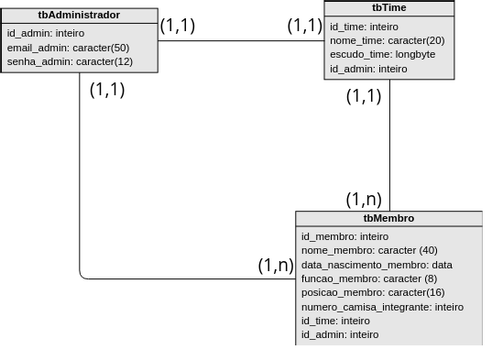 tbAdministrador
id_admin: inteiro
email_admin: caracter(50)
senha_admin: caracter(12)
(1,1)
(1,1)
tbTime
id_time: inteiro
nome_time: caracter(20)
escudo_time: longbyte
id_admin: inteiro
(1,1)
(1,1)
(1,n)
(1,n)
tbMembro
id_membro: inteiro
nome_membro: caracter (40)
data_nascimento_membro: data
funcao_membro: caracter (8)
posicao_membro: caracter(16)
numero_camisa_integrante: inteiro
id_time: inteiro
id_admin: inteiro